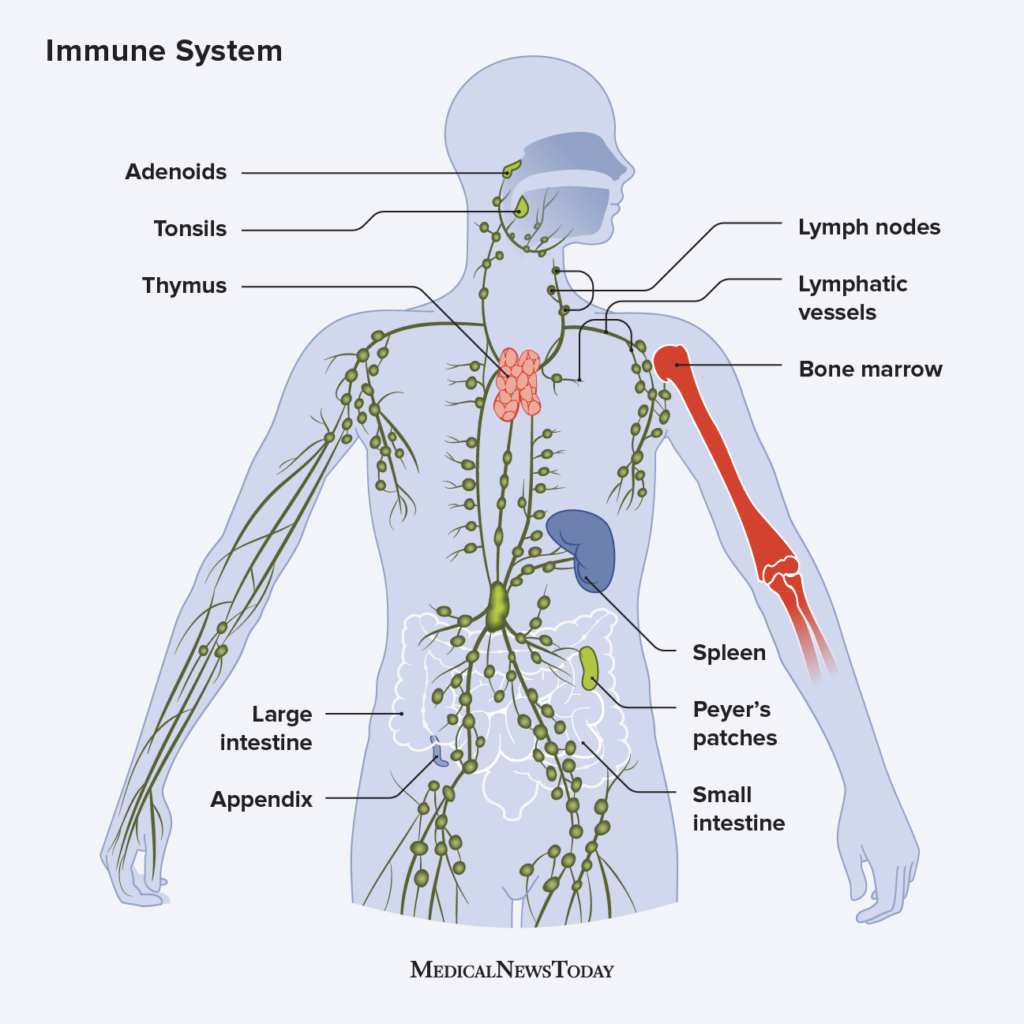 Immune System
Adenoids
Tonsils
Thymus
Lymph nodes
Lymphatic
vessels
Bone marrow
Spleen
Peyer’s
patches
Small
intestine
Large
intestine
Appendix
MEDICALNEWSTODAY